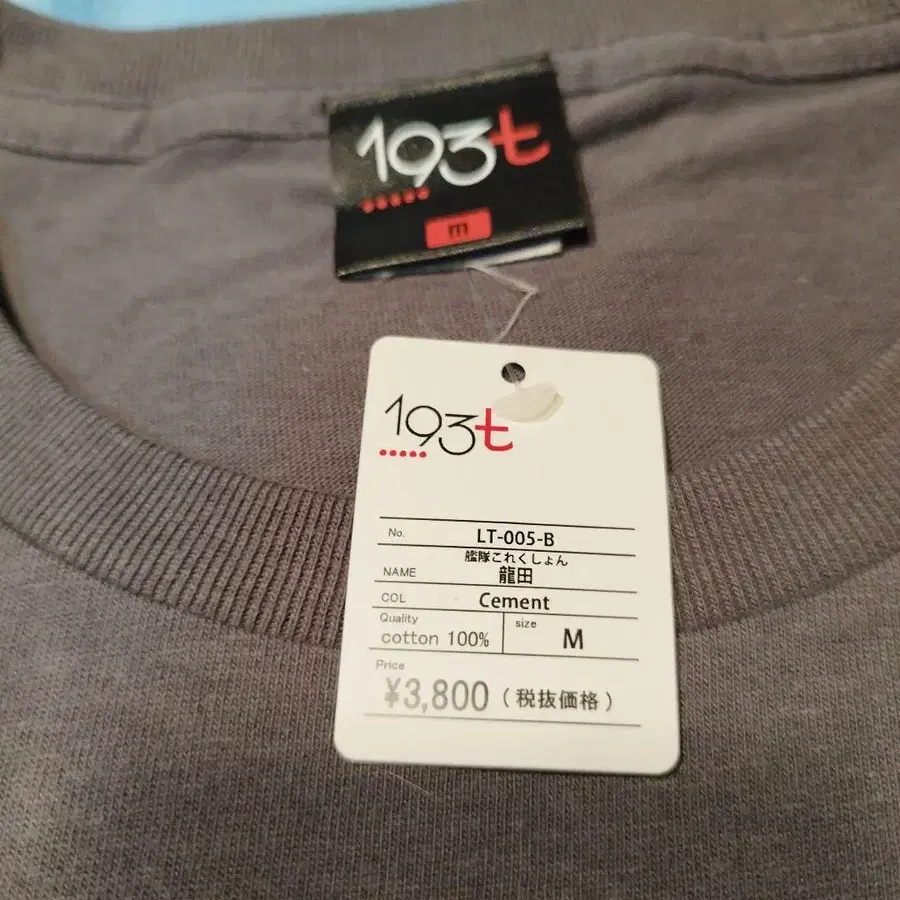 193t
m
193t
No. LT-005-B
艦隊これくしょん
NAME 龍田
COL Cement
Quality size
cotton 100% M
Price
¥3,800 (税抜価格)